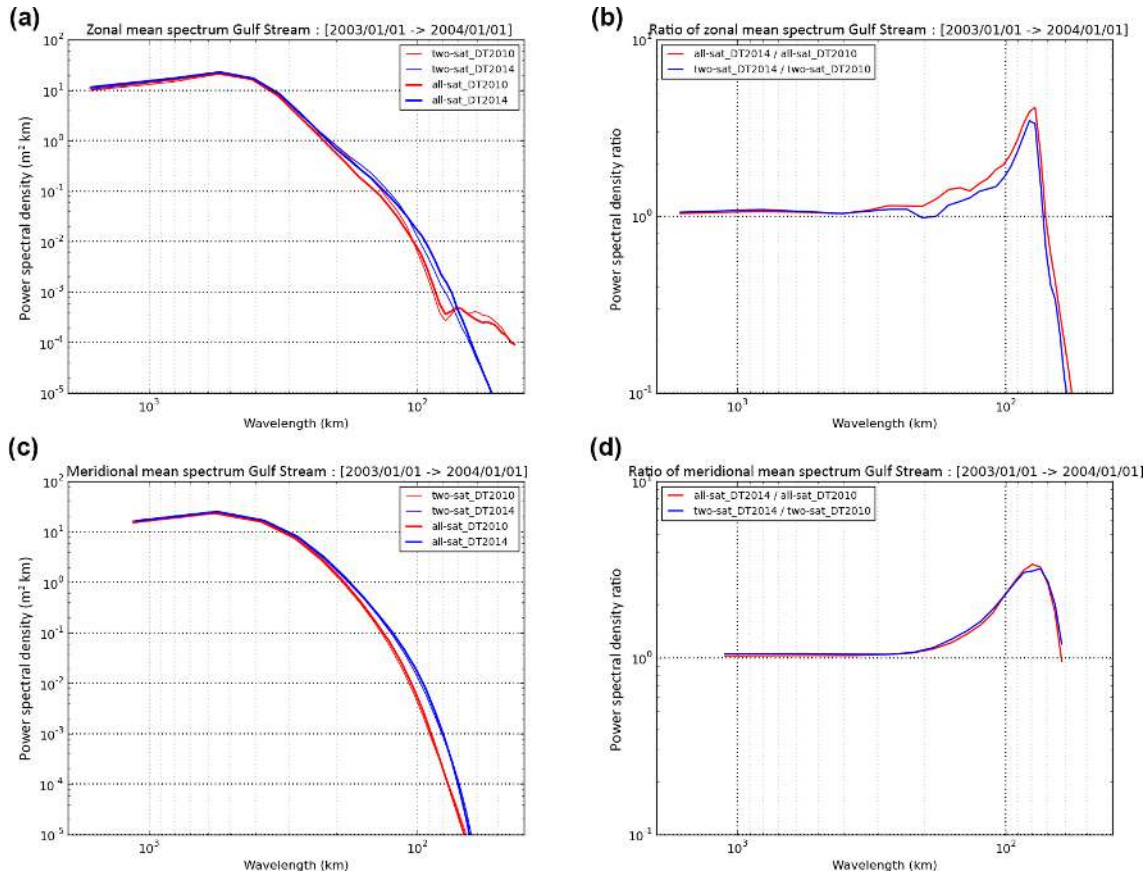 (a)
Zonal mean spectrum Gulf Stream : [2003/01/01 -> 2004/01/01]
Power spectral density (m² km)
10²
10¹
10⁰
10⁻¹
10⁻²
10⁻³
10⁻⁴
10⁻⁵
two-sat_DT2010
two-sat_DT2014
all-sat_DT2010
all-sat_DT2014
10³
10²
Wavelength (km)
(b)
Ratio of zonal mean spectrum Gulf Stream : [2003/01/01 -> 2004/01/01]
Power spectral density ratio
10¹
10⁰
10⁻¹
all-sat_DT2014 / all-sat_DT2010
two-sat_DT2014 / two-sat_DT2010
10³
10²
Wavelength (km)
(c)
Meridional mean spectrum Gulf Stream : [2003/01/01 -> 2004/01/01]
Power spectral density (m² km)
10²
10¹
10⁰
10⁻¹
10⁻²
10⁻³
10⁻⁴
10⁻⁵
two-sat_DT2010
two-sat_DT2014
all-sat_DT2010
all-sat_DT2014
10³
10²
Wavelength (km)
(d)
Ratio of meridional mean spectrum Gulf Stream : [2003/01/01 -> 2004/01/01]
Power spectral density ratio
10¹
10⁰
10⁻¹
all-sat_DT2014 / all-sat_DT2010
two-sat_DT2014 / two-sat_DT2010
10³
10²
Wavelength (km)